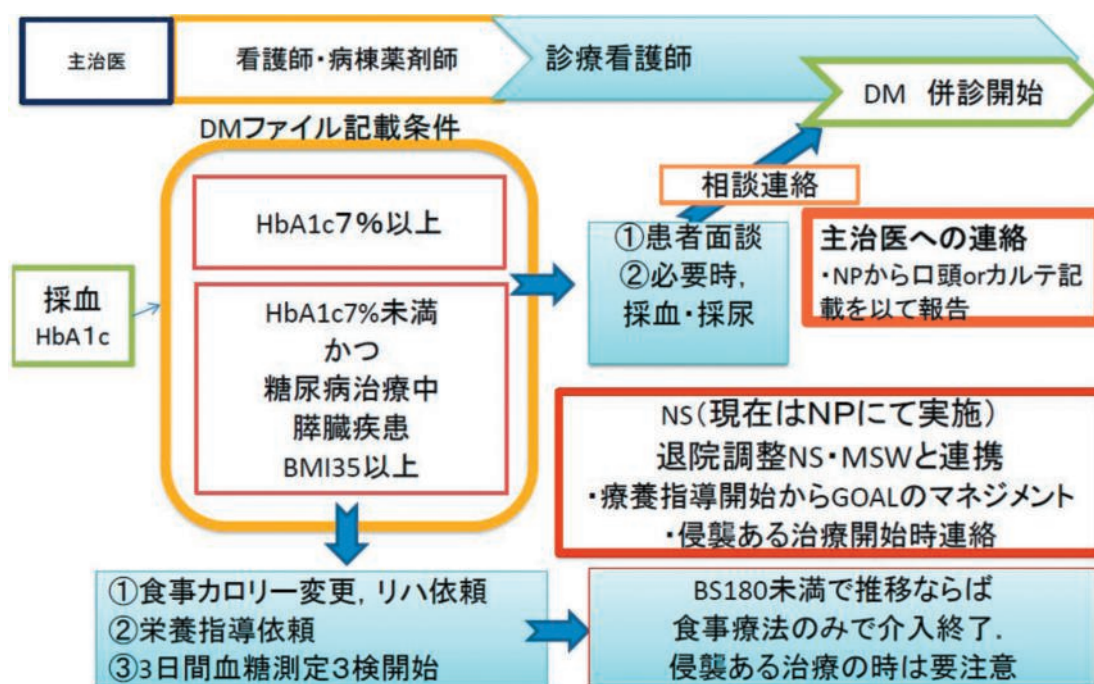 主治医
看護師・病棟薬剤師
診療看護師
DM 併診開始
DMファイル記載条件
HbA1c7%以上
採血
HbA1c
HbA1c7%未満
かつ
糖尿病治療中
膵臓疾患
BMI35以上
相談連絡
①患者面談
②必要時,
採血・採尿
主治医への連絡
・NPから口頭orカルテ記
載を以て報告
NS(現在はNPにて実施)
退院調整NS・MSWと連携
・療養指導開始からGOALのマネジメント
・侵襲ある治療開始時連絡
①食事カロリー変更, リハ依頼
②栄養指導依頼
③3日間血糖測定3検開始
BS180未満で推移ならば
食事療法のみで介入終了.
侵襲ある治療の時は要注意